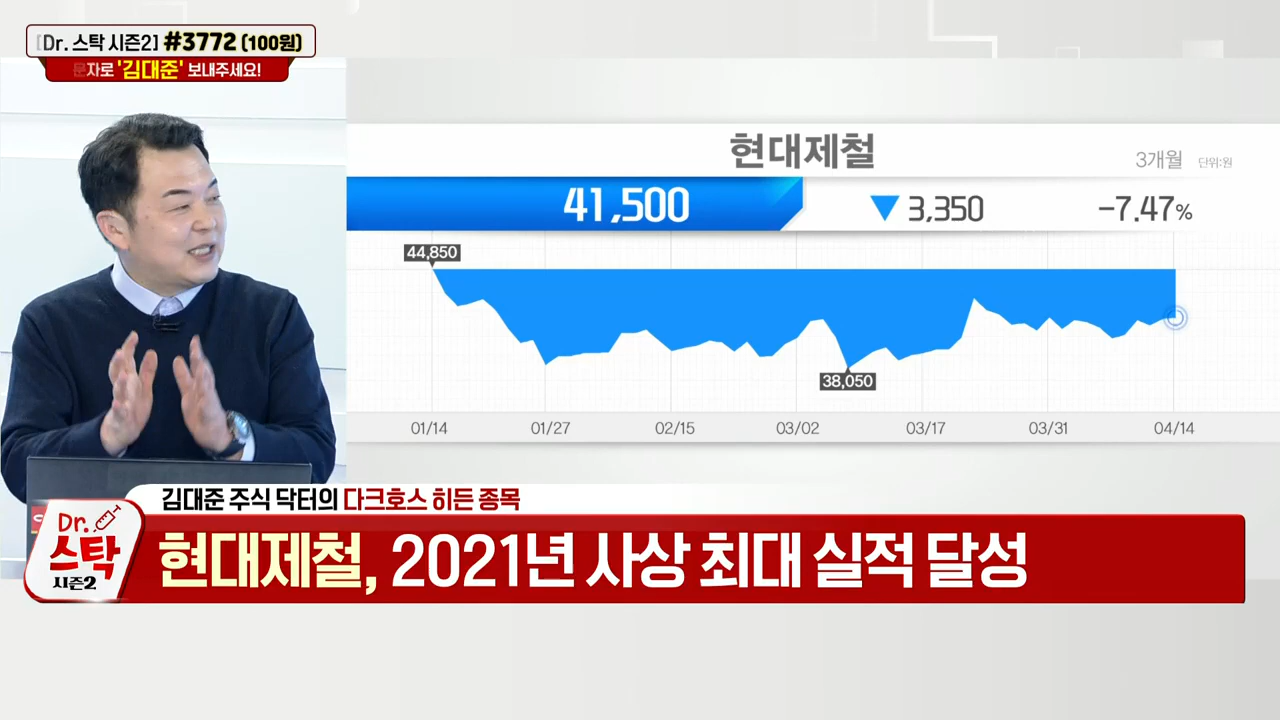 [Dr. 스탁 시즌2] #3772 (100원)
문자로 '김대준' 보내주세요!
현대제철
3개월 단위:원
41,500 ▼ 3,350 -7.47%
44,850
38,050
01/14 01/27 02/15 03/02 03/17 03/31 04/14
김대준 주식 닥터의 다크호스 히든 종목
Dr.
스탁
시즌2
현대제철, 2021년 사상 최대 실적 달성